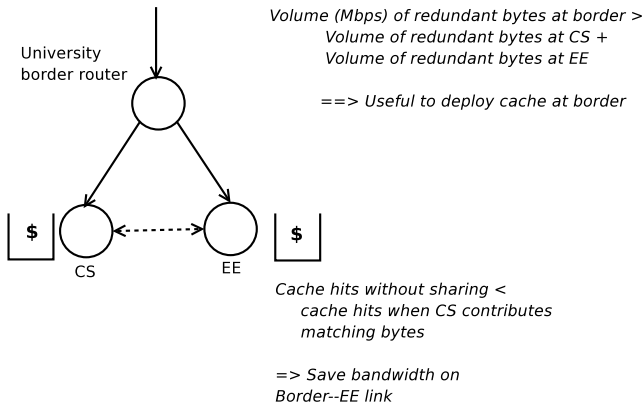 Volume (Mbps) of redundant bytes at border >
Volume of redundant bytes at CS +
Volume of redundant bytes at EE
==> Useful to deploy cache at border
University
border router
$
$
CS
EE
Cache hits without sharing <
cache hits when CS contributes
matching bytes
=> Save bandwidth on
Border--EE link